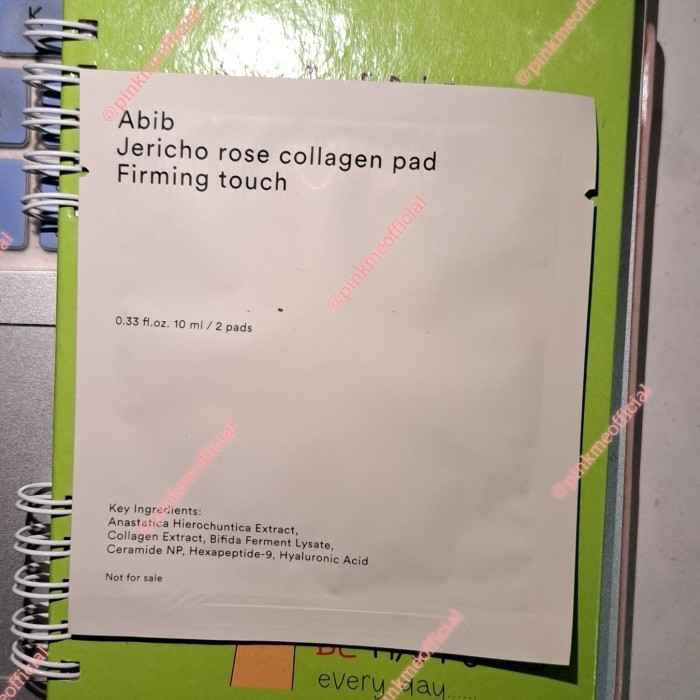 K
@pinkmeofficial
@pinkmeofficial
Abib
Jericho rose collagen pad
Firming touch
@pinkmeofficial
0.33 fl.oz. 10 ml / 2 pads
@pinkmeofficial
@pinkmeofficial
Key Ingredients:
Anastatica Hierochuntica Extract,
Collagen Extract, Bifida Ferment Lysate,
Ceramide NP, Hexapeptide-9, Hyaluronic Acid
Not for sale
@pinkmeofficial
BE
every day......